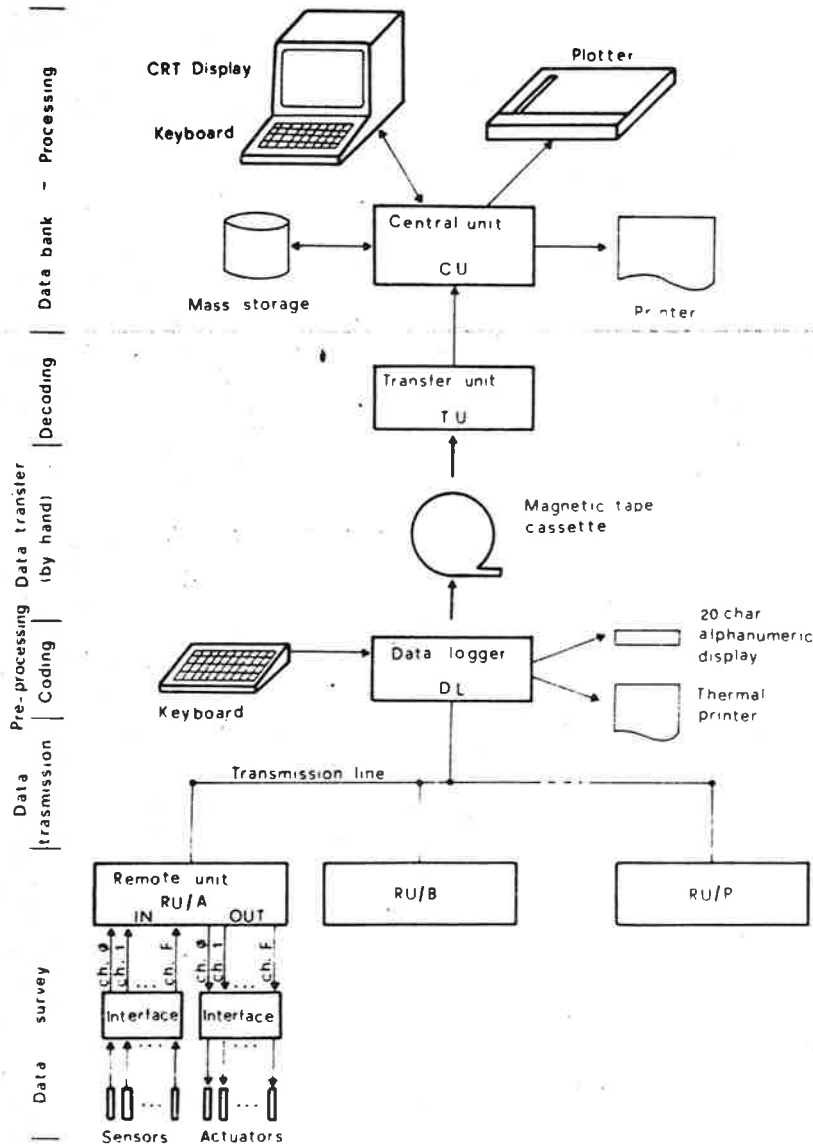 Data bank - Processing
Decoding
Data transfer
(by hand)
Pre-processing
Coding
Data
trasmission
Data survey
CRT Display
Keyboard
Plotter
Central unit
CU
Mass storage
Printer
Transfer unit
TU
Magnetic tape
cassette
20 char
alphanumeric
display
Data logger
DL
Keyboard
Thermal
printer
Transmission line
Remote unit
RU/A
IN OUT
RU/B
RU/P
ch. 0
ch. 1
...
ch. F
ch. 0
ch. 1
...
ch. F
Interface
Interface
...
...
...
...
Sensors
Actuators